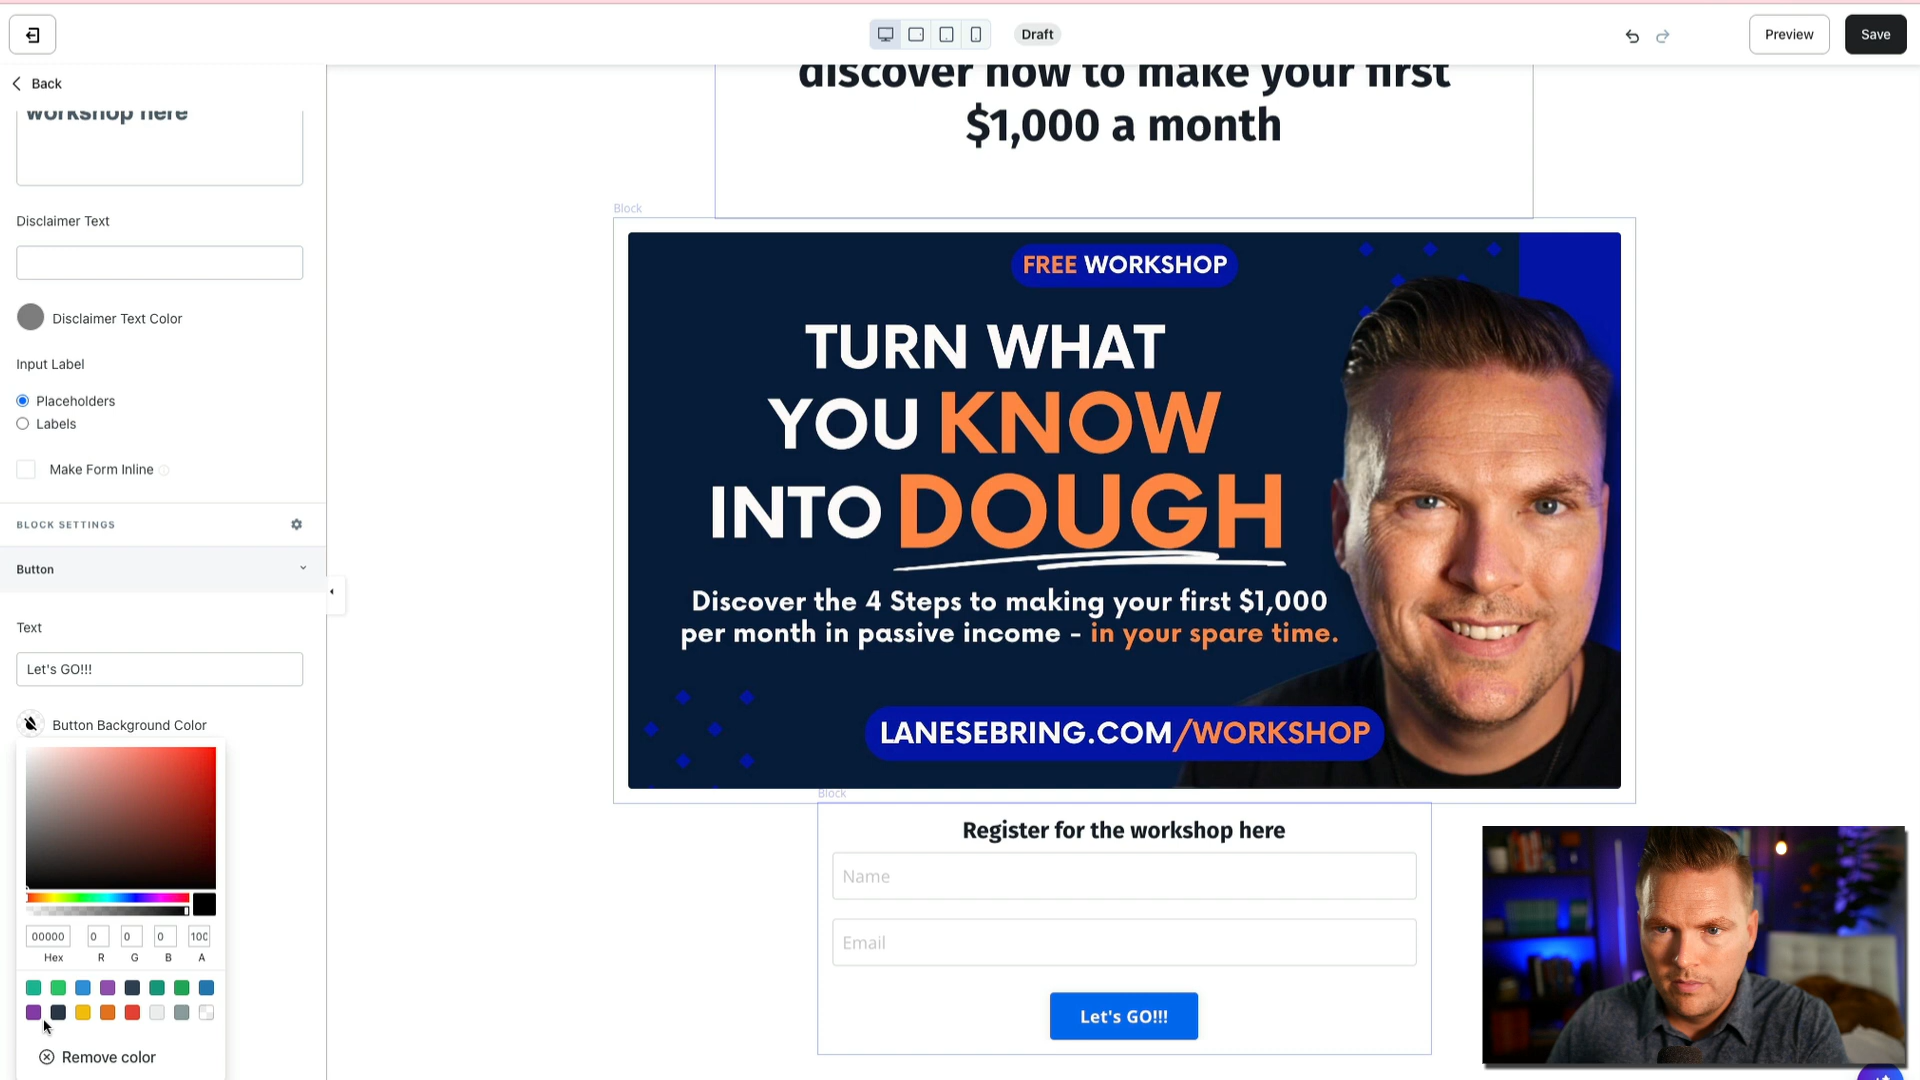 Draft
Preview
Save
Back
workshop here
Disclaimer Text
Disclaimer Text Color
Input Label
Placeholders
Labels
Make Form Inline
BLOCK SETTINGS
Button
Text
Let's GO!!!
Button Background Color
00000
0
0
0
100
Hex
R
G
B
A
Remove color
discover how to make your first
$1,000 a month
Block
FREE WORKSHOP
TURN WHAT
YOU KNOW
INTO DOUGH
Discover the 4 Steps to making your first $1,000
per month in passive income - in your spare time.
LANESEBRING.COM/WORKSHOP
Block
Register for the workshop here
Name
Email
Let's GO!!!